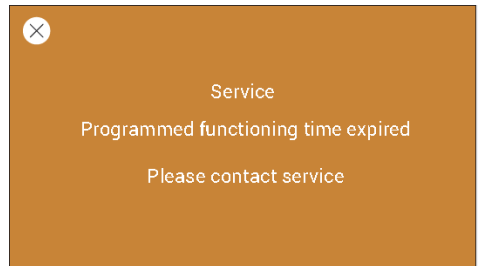 Service
Programmed functioning time expired
Please contact service